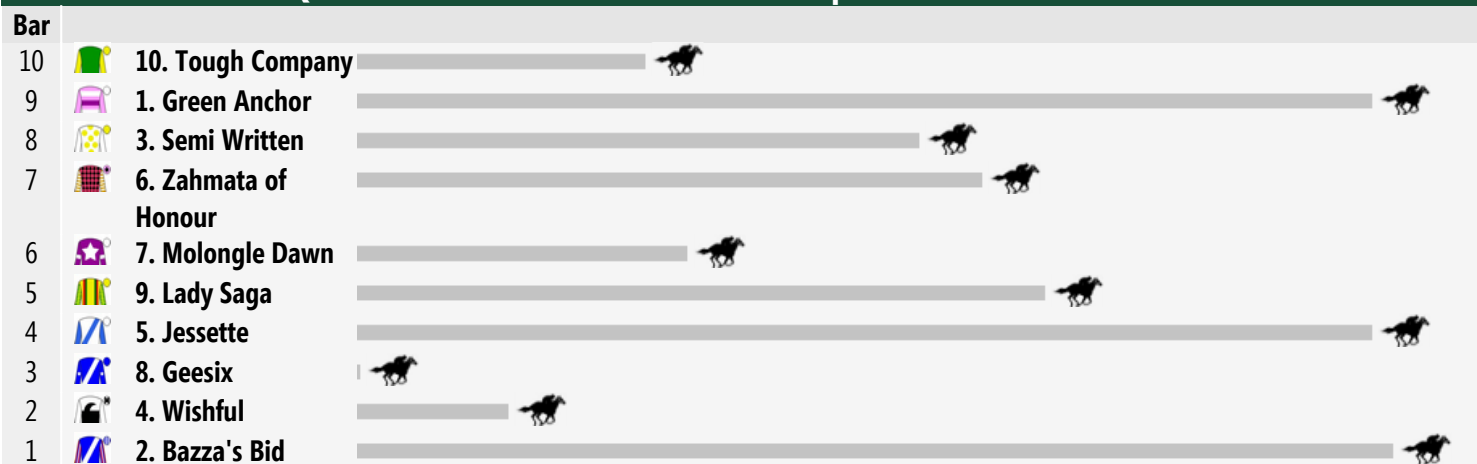 Bar
10 10. Tough Company
9 1. Green Anchor
8 3. Semi Written
7 6. Zahmata of
Honour
6 7. Molongle Dawn
5 9. Lady Saga
4 5. Jessette
3 8. Geesix
2 4. Wishful
1 2. Bazza's Bid